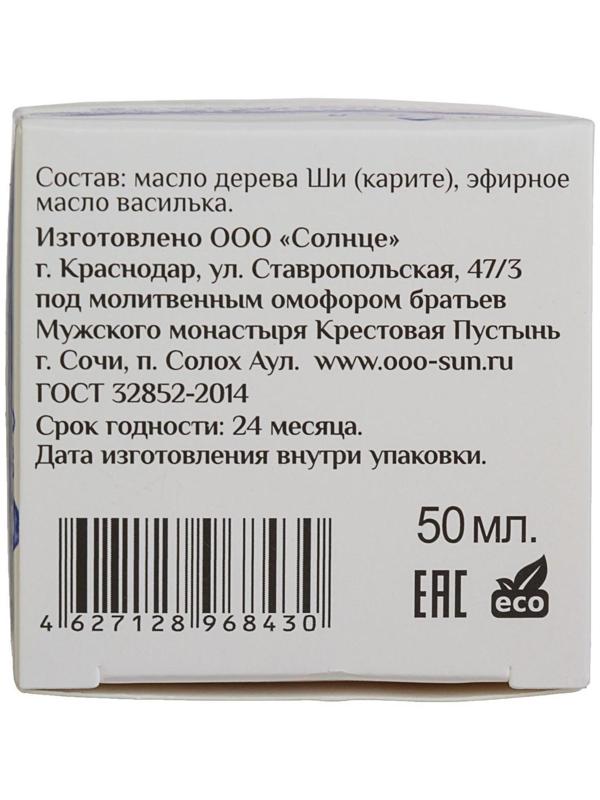 Состав: масло дерева Ши (карите), эфирное
масло василька.
Изготовлено ООО «Солнце»
г. Краснодар, ул. Ставропольская, 47/3
под молитвенным омофором братьев
Мужского монастыря Крестовая Пустынь
г. Сочи, п. Солох Аул. www.ooo-sun.ru
ГОСТ 32852-2014
Срок годности: 24 месяца.
Дата изготовления внутри упаковки.
50 мл.
EAC
eco
4 627128 968430